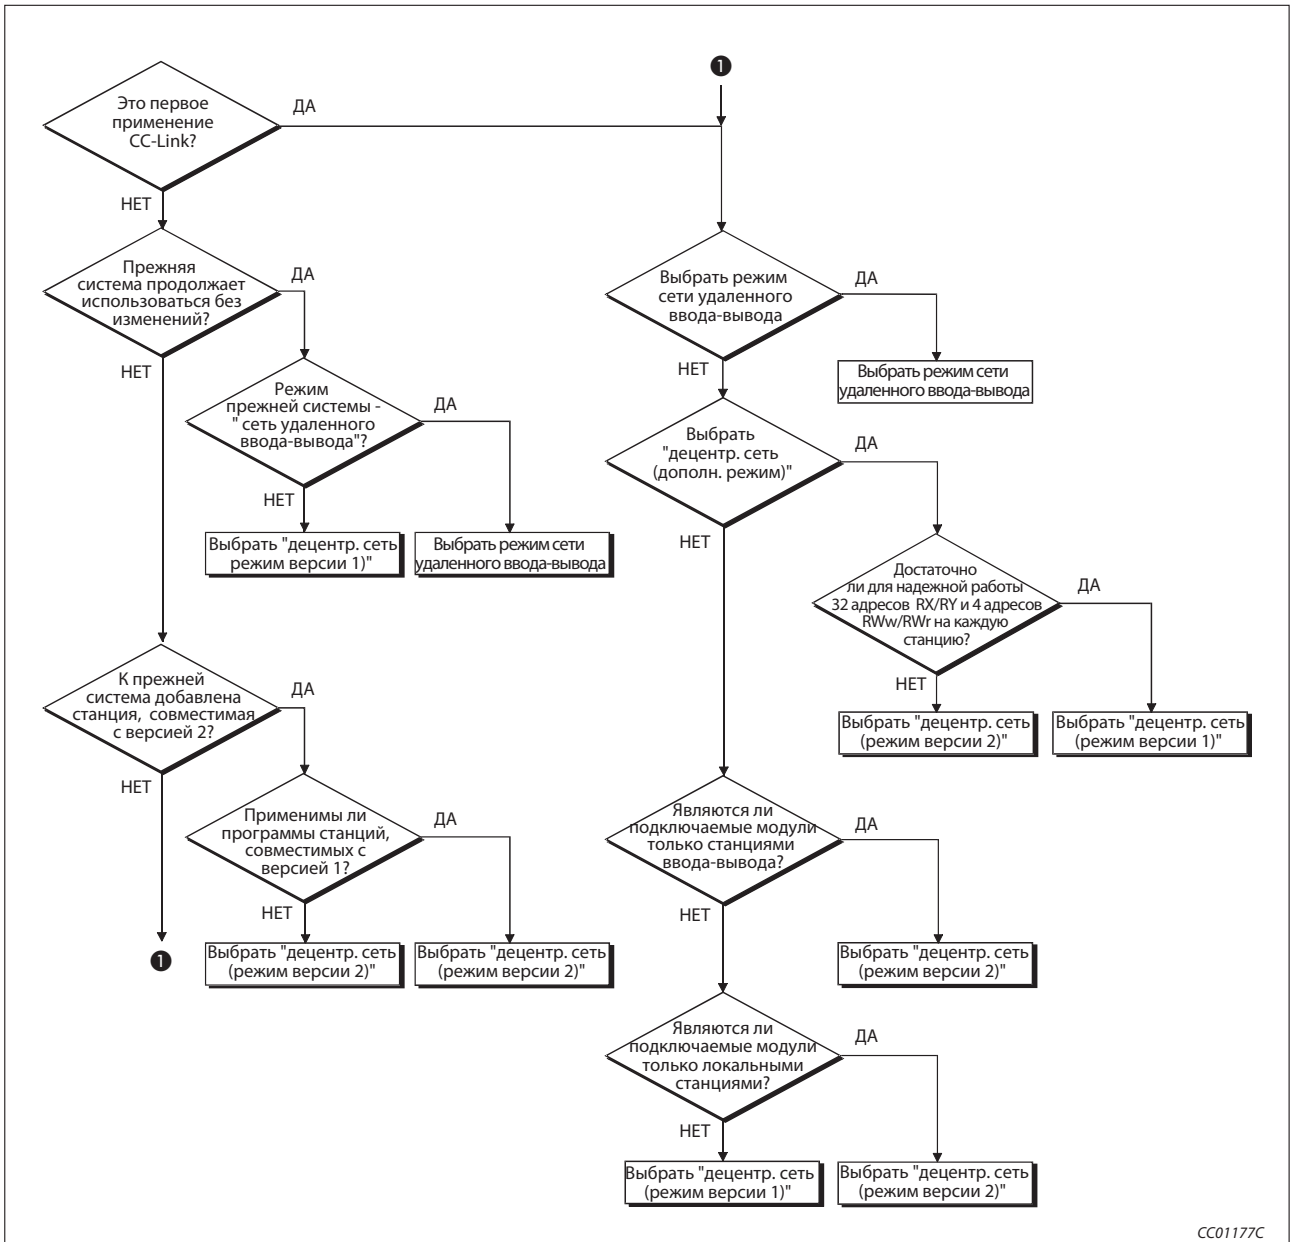 Это первое
применение
CC-Link?
ДА
НЕТ
Прежняя
система продолжает
использоваться без
изменений?
ДА
НЕТ
Режим
прежней системы -
" сеть удаленного
ввода-вывода"?
ДА
НЕТ
Выбрать "децентр. сеть
режим версии 1)"
Выбрать режим сети
удаленного ввода-вывода
К прежней
система добавлена
станция, совместимая
с версией 2?
ДА
НЕТ
Применимы ли
программы станций,
совместимых с
версией 1?
ДА
НЕТ
Выбрать "децентр. сеть
(режим версии 2)"
Выбрать "децентр. сеть
(режим версии 2)"
1
1
Выбрать режим
сети удаленного
ввода-вывода
ДА
НЕТ
Выбрать режим сети
удаленного ввода-вывода
Выбрать
"децентр. сеть
(дополн. режим)"
ДА
НЕТ
Достаточно
ли для надежной работы
32 адресов RX/RY и 4 адресов
RWw/RWr на каждую
станцию?
ДА
НЕТ
Выбрать "децентр. сеть
(режим версии 2)"
Выбрать "децентр. сеть
(режим версии 1)"
Являются ли
подключаемые модули
только станциями
ввода-вывода?
ДА
НЕТ
Выбрать "децентр. сеть
(режим версии 2)"
Являются ли
подключаемые модули
только локальными
станциями?
ДА
НЕТ
Выбрать "децентр. сеть
(режим версии 1)"
Выбрать "децентр. сеть
(режим версии 2)"
CC01177C